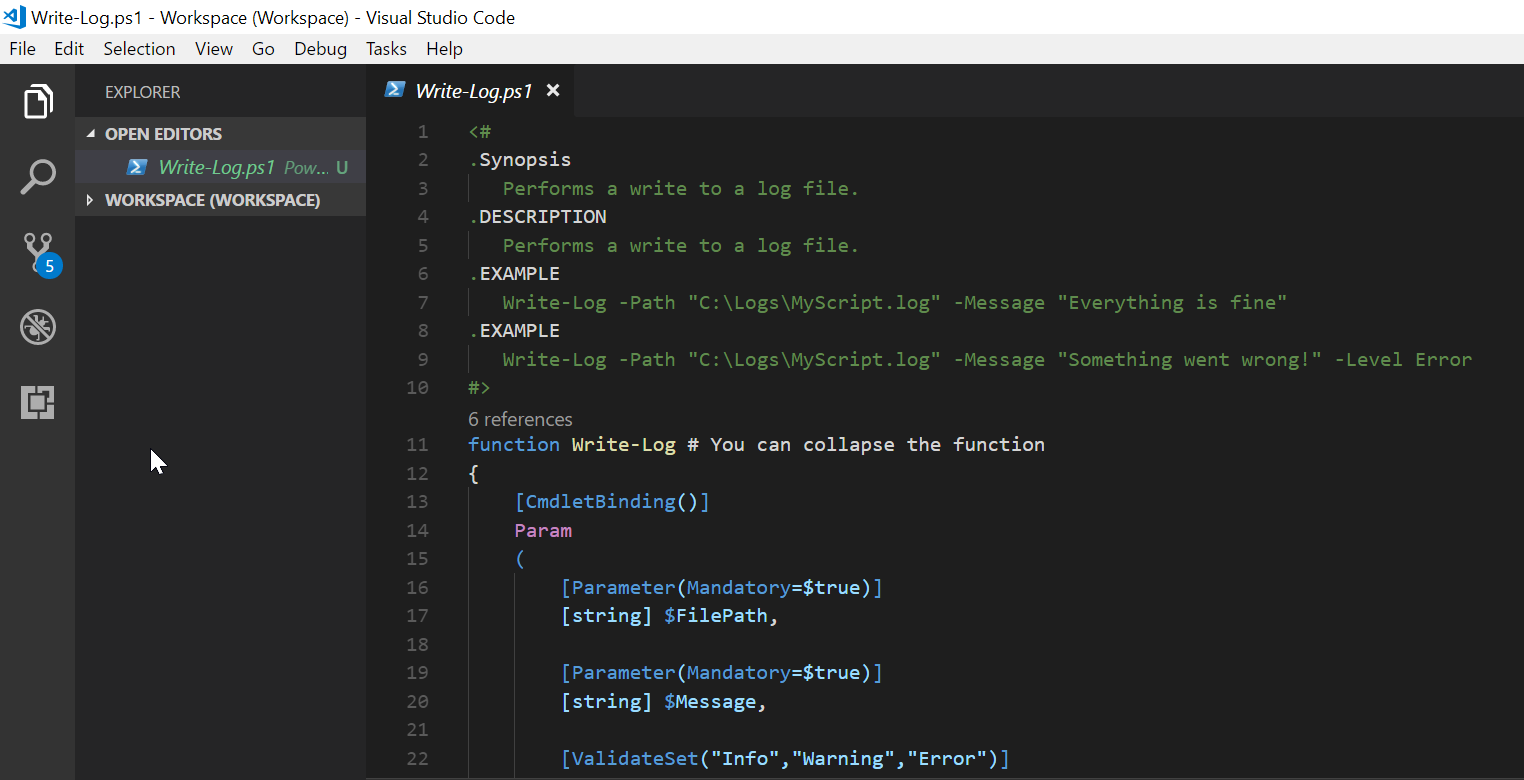 Write-Log.ps1 - Workspace (Workspace) - Visual Studio Code
File Edit Selection View Go Debug Tasks Help
EXPLORER
OPEN EDITORS
Write-Log.ps1 Pow... U
WORKSPACE (WORKSPACE)
5
Write-Log.ps1
1 <#
2 .Synopsis
3 Performs a write to a log file.
4 .DESCRIPTION
5 Performs a write to a log file.
6 .EXAMPLE
7 Write-Log -Path "C:\Logs\MyScript.log" -Message "Everything is fine"
8 .EXAMPLE
9 Write-Log -Path "C:\Logs\MyScript.log" -Message "Something went wrong!" -Level Error
10 #>
6 references
11 function Write-Log # You can collapse the function
12 {
13 [CmdletBinding()]
14 Param
15 (
16 [Parameter(Mandatory=$true)]
17 [string] $FilePath,
18
19 [Parameter(Mandatory=$true)]
20 [string] $Message,
21
22 [ValidateSet("Info","Warning","Error")]